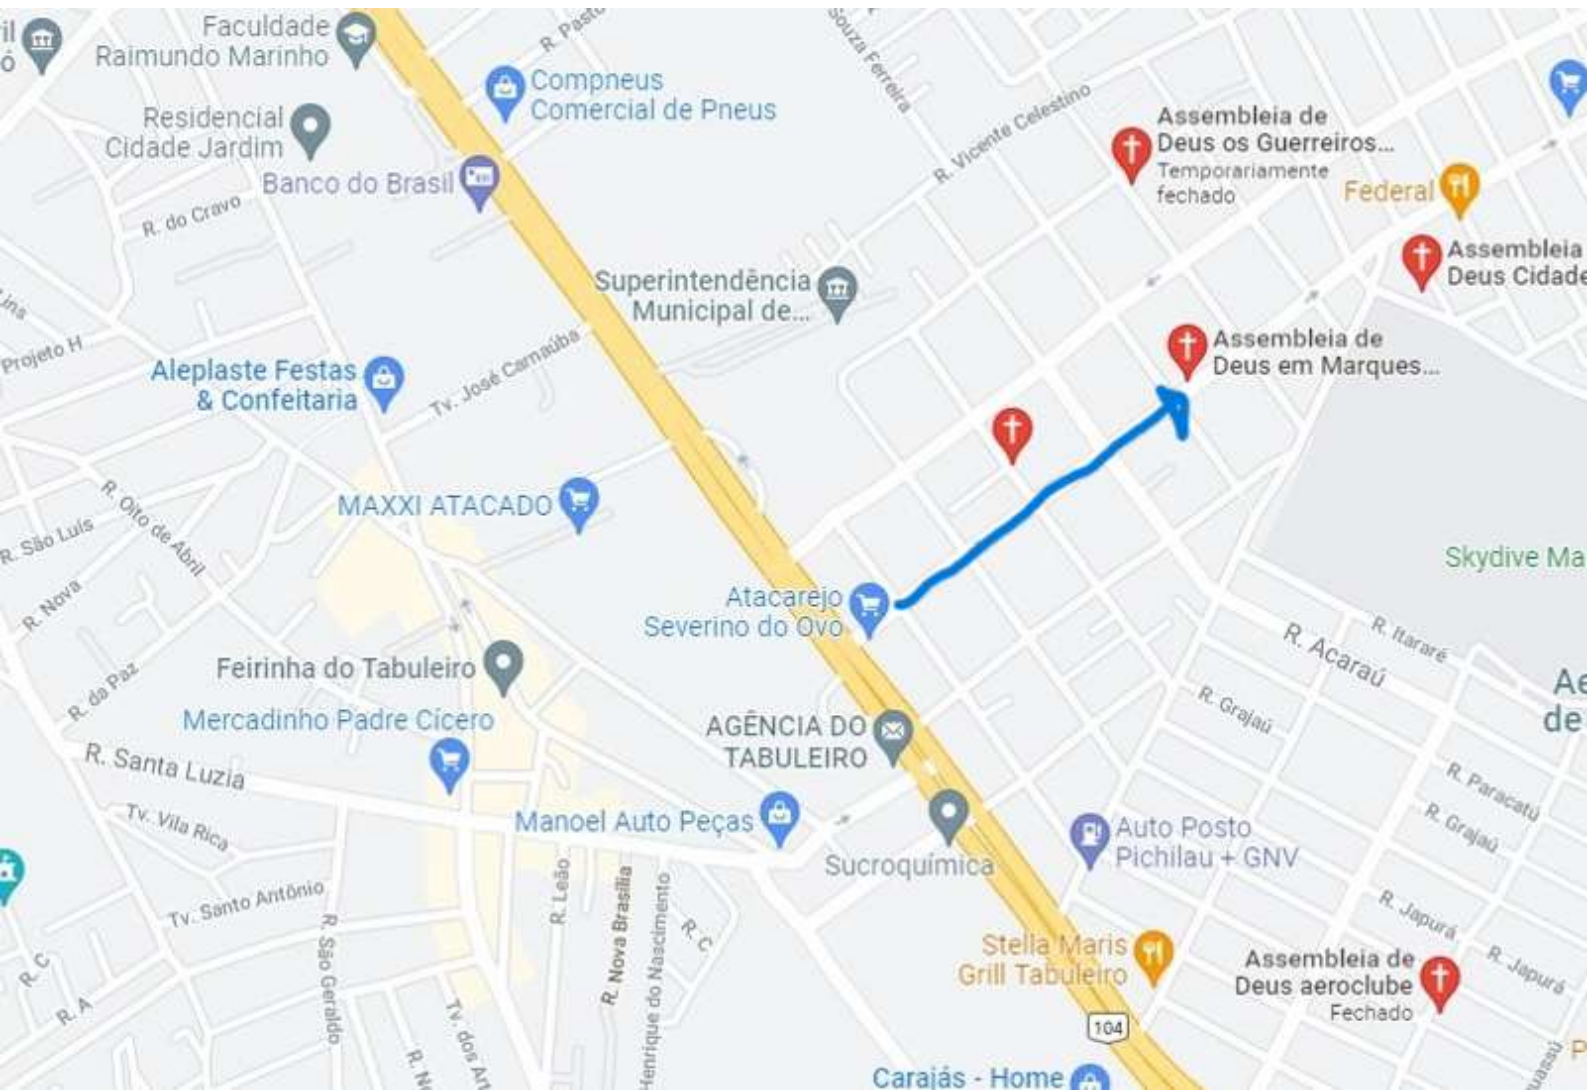 Faculdade
Raimundo Marinho
R. Pasto
Souza Ferreira
Compneus
Comercial de Pneus
Residencial
Cidade Jardim
R. Vicente Celestino
Assembleia de
Deus os Guerreiros...
Temporariamente
fechado
Banco do Brasil
Federal
R. do Cravo
Assembleia
Deus Cidade
Superintendência
Municipal de...
Projeto H
Assembleia de
Deus em Marques...
Aleplaste Festas
& Confeitaria
Tv. José Carnaúba
MAXXI ATACADO
R. Oito de Abril
R. São Luís
Skydive Ma
R. Nova
Atacarejo
Severino do Ovo
R. Itararé
R. Acaraú
Feirinha do Tabuleiro
R. da Paz
Ae
de
R. Grajaú
Mercadinho Padre Cícero
AGÊNCIA DO
TABULEIRO
R. Santa Luzia
R. Paracatú
Tv. Vila Rica
Manoel Auto Peças
Auto Posto
Pichilau + GNV
R. Grajaú
Sucroquímica
Tv. Santo Antônio
R. Leão
R. Nova Brasília
Henrique do Nascimento
R. C
R. São Geraldo
R. Japurá
R. Japurá
Stella Maris
Grill Tabuleiro
Assembleia de
Deus aeroclube
Fechado
R. C
R. A
Tv. dos Art
104
Carajás - Home